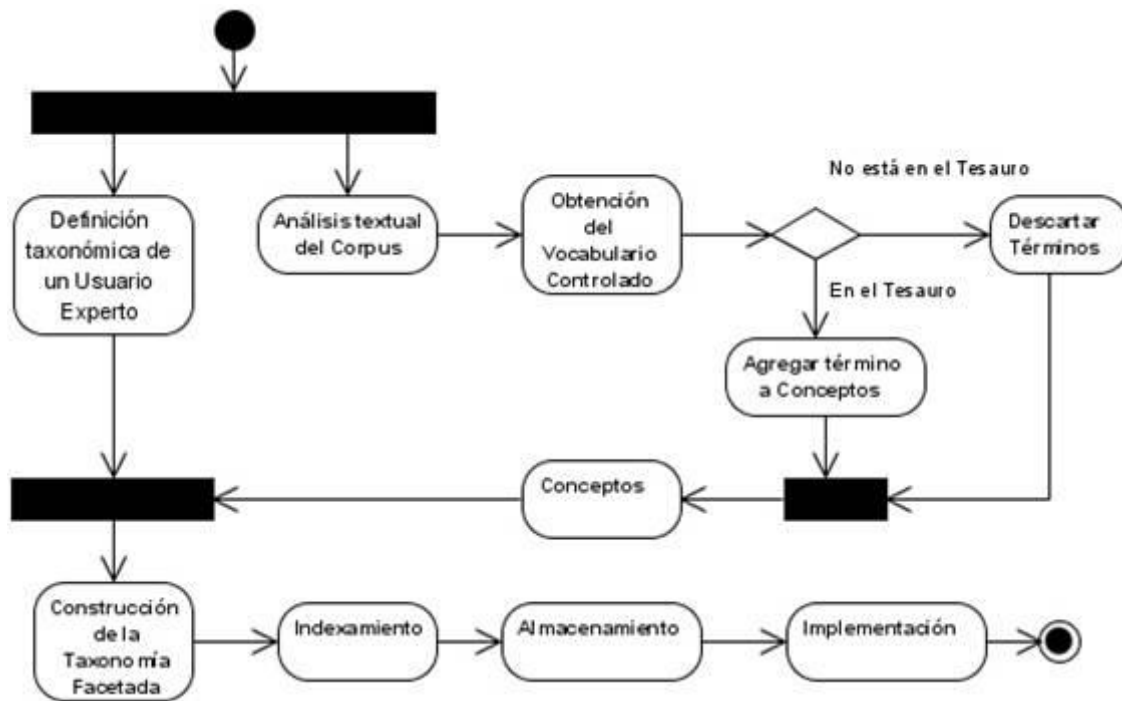 Definición
taxonómica de
un Usuario
Experto
Análisis textual
del Corpus
Obtención
del
Vocabulario
Controlado
No está en el Tesauro
Descartar
Términos
En el Tesauro
Agregar término
a Conceptos
Conceptos
Construcción
de la
Taxonomía
Facetada
Indexamiento
Almacenamiento
Implementación